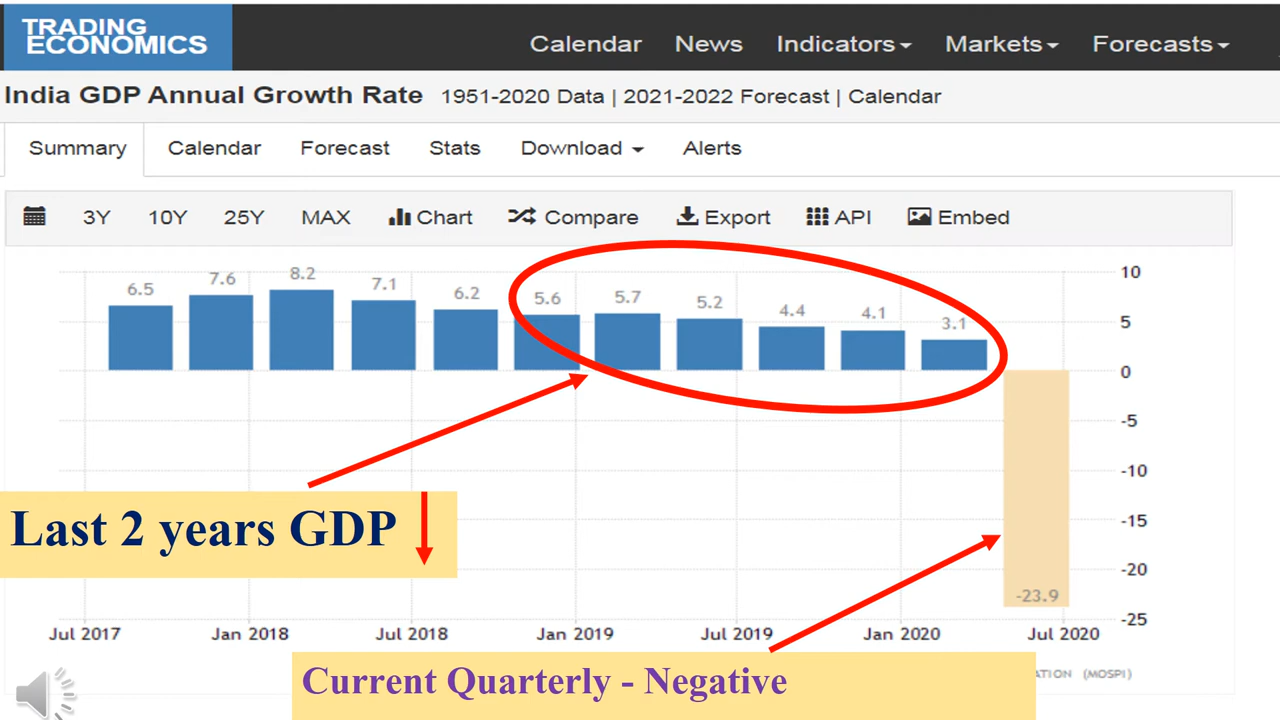 TRADING
ECONOMICS
Calendar News Indicators Markets Forecasts
India GDP Annual Growth Rate 1951-2020 Data | 2021-2022 Forecast | Calendar
Summary Calendar Forecast Stats Download Alerts
3Y 10Y 25Y MAX Chart Compare Export API Embed
6.5 7.6 8.2 7.1 6.2 5.6 5.7 5.2 4.4 4.1 3.1
10
5
0
-5
-10
-15
-20
-25
Last 2 years GDP
-23.9
Jul 2017 Jan 2018 Jul 2018 Jan 2019 Jul 2019 Jan 2020 Jul 2020
Current Quarterly - Negative
ATION (MOSPI)